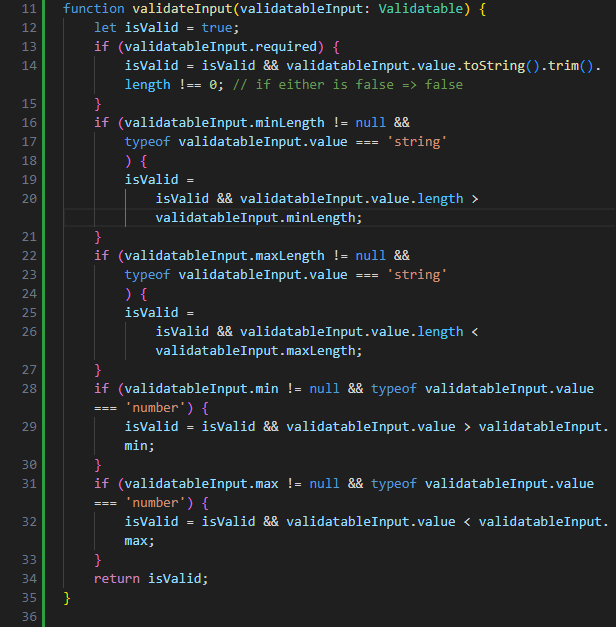 11 function validateInput(validatableInput: Validatable) {
12     let isValid = true;
13     if (validatableInput.required) {
14         isValid = isValid && validatableInput.value.toString().trim().
           length !== 0; // if either is false => false
15     }
16     if (validatableInput.minLength != null &&
17         typeof validatableInput.value === 'string'
18         ) {
19         isValid =
20             isValid && validatableInput.value.length >
               validatableInput.minLength;
21     }
22     if (validatableInput.maxLength != null &&
23         typeof validatableInput.value === 'string'
24         ) {
25         isValid =
26             isValid && validatableInput.value.length <
               validatableInput.maxLength;
27     }
28     if (validatableInput.min != null && typeof validatableInput.value
       === 'number') {
29         isValid = isValid && validatableInput.value > validatableInput.
           min;
30     }
31     if (validatableInput.max != null && typeof validatableInput.value
       === 'number') {
32         isValid = isValid && validatableInput.value < validatableInput.
           max;
33     }
34     return isValid;
35 }
36